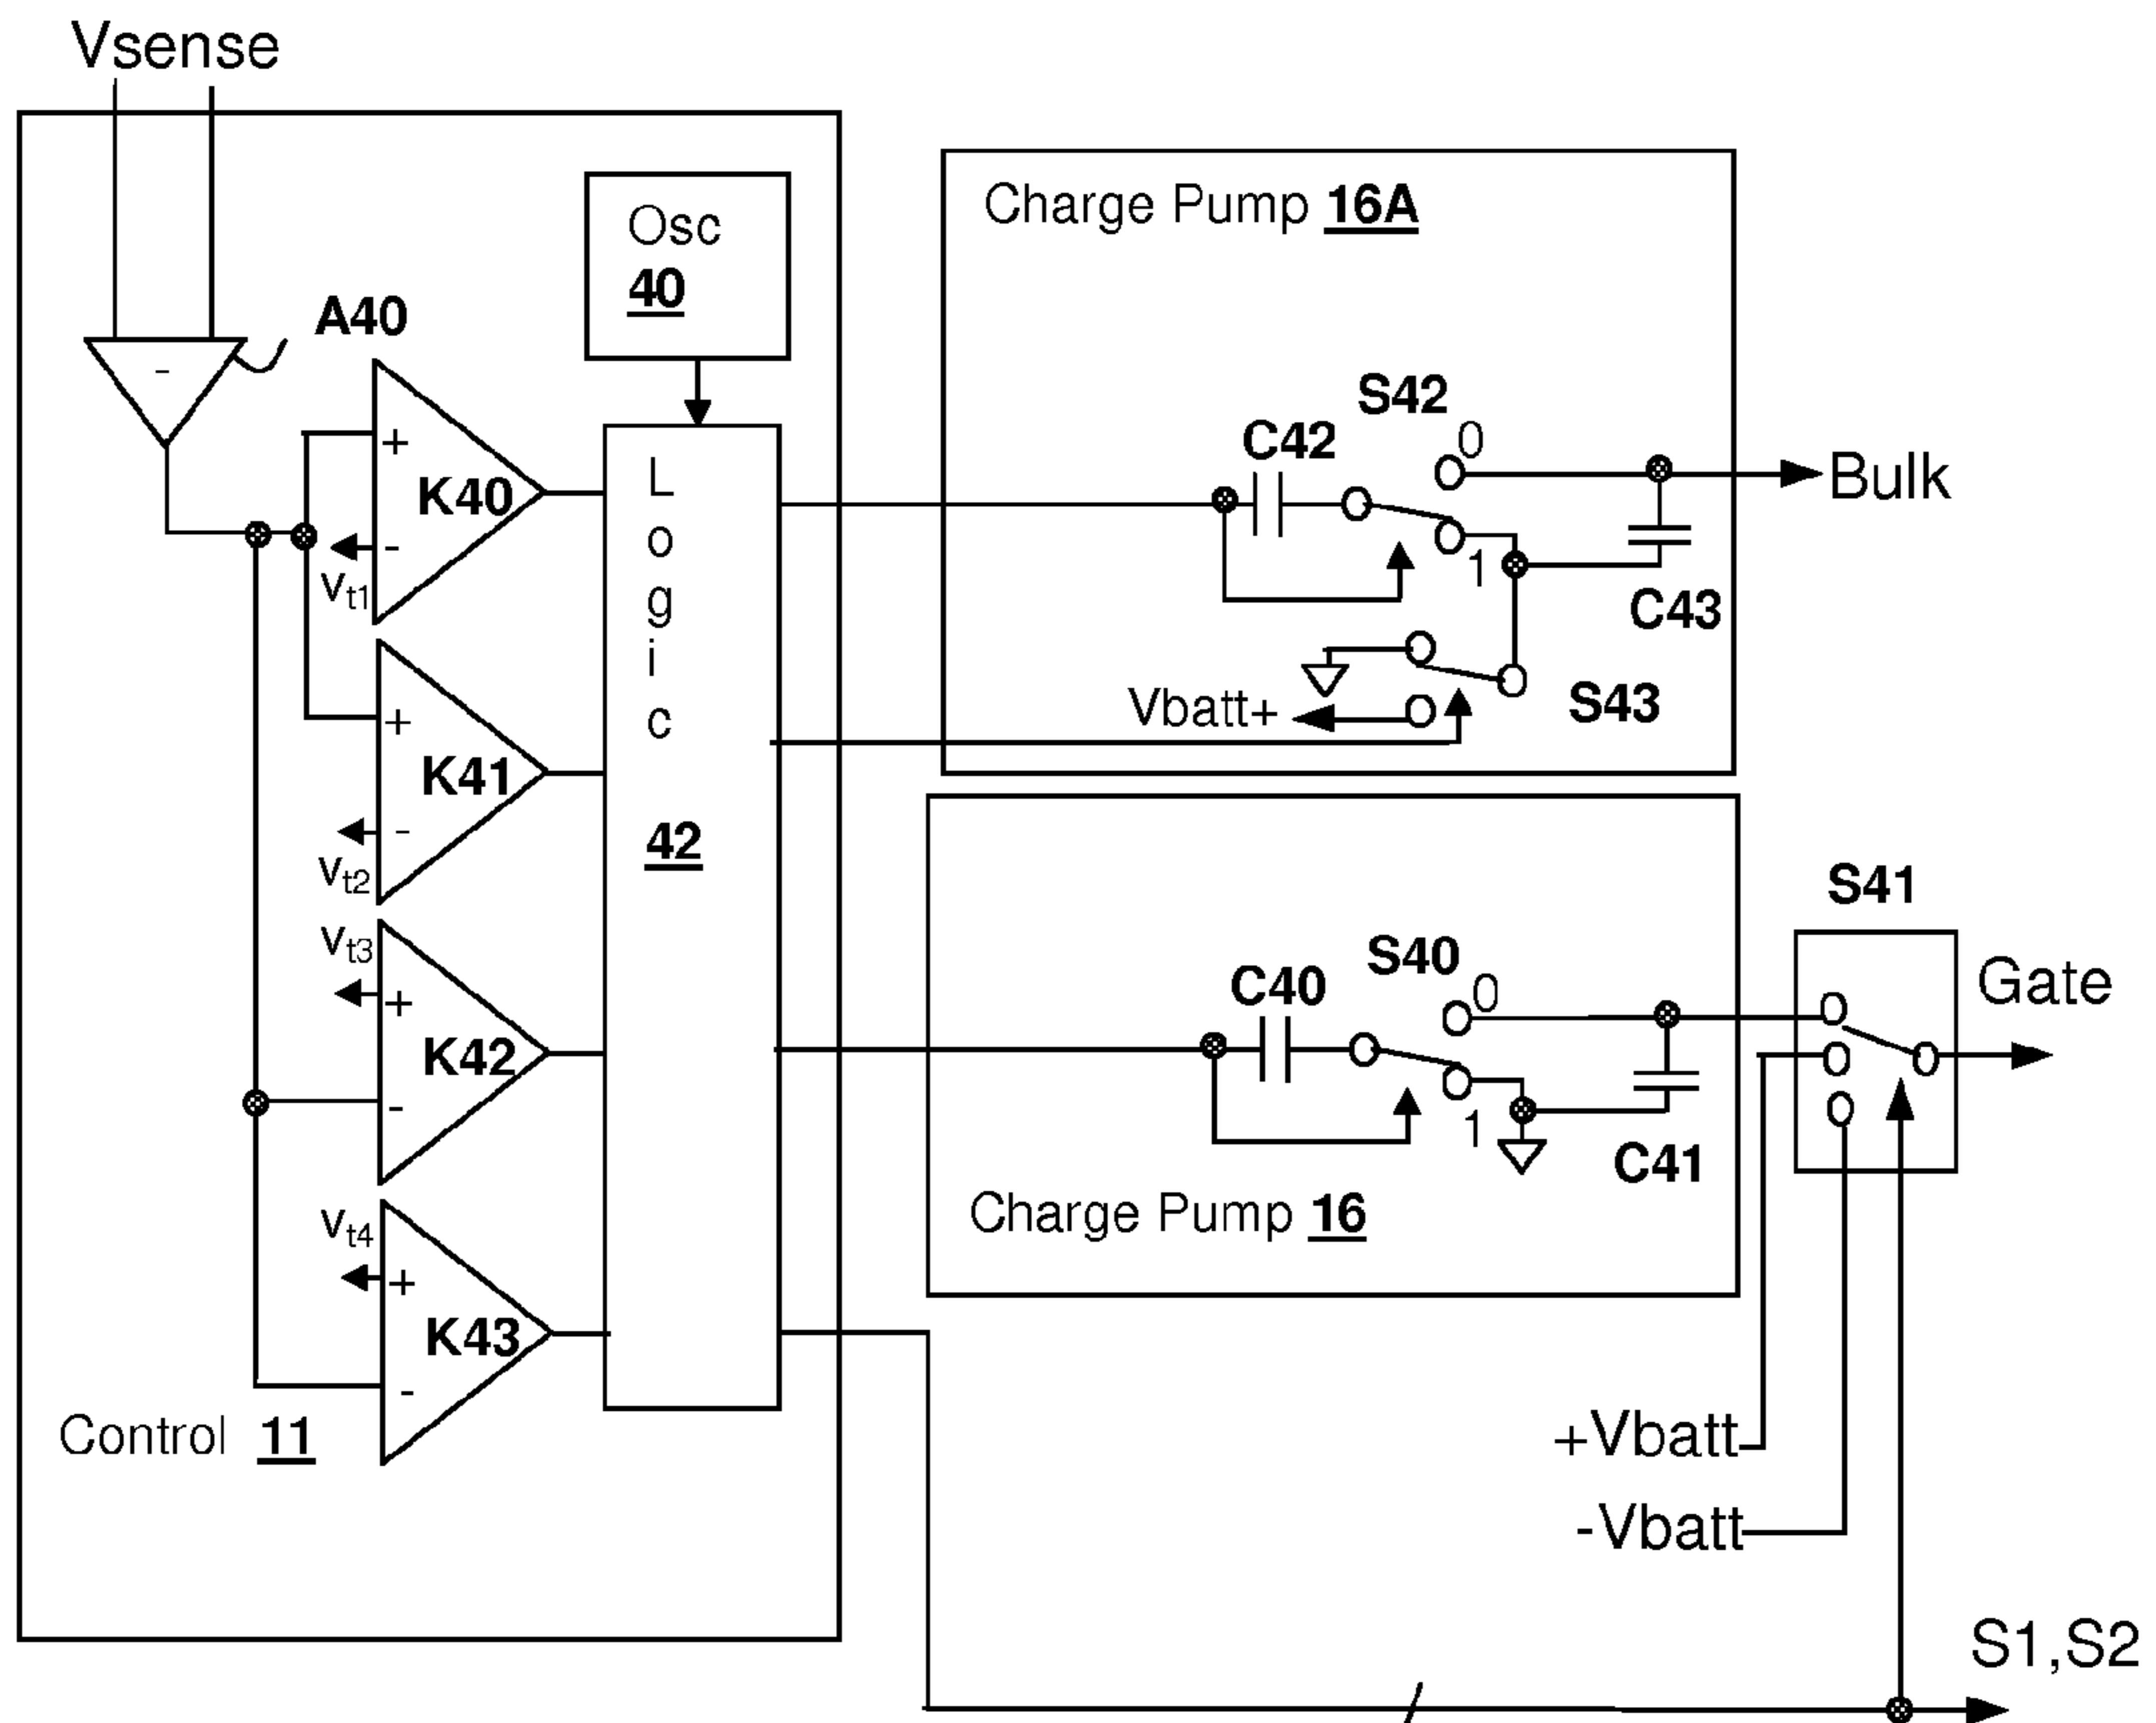 Vsense
Osc
40
A40
K40
+
-
-
Vt1
K41
+
-
Vt2
K42
+
-
Vt3
K43
+
-
Vt4
Logic
42
Control 11
Charge Pump 16A
C42
S42
0
1
C43
S43
Vbatt+
Bulk
Charge Pump 16
C40
S40
0
1
C41
S41
Gate
+Vbatt
-Vbatt
S1,S2